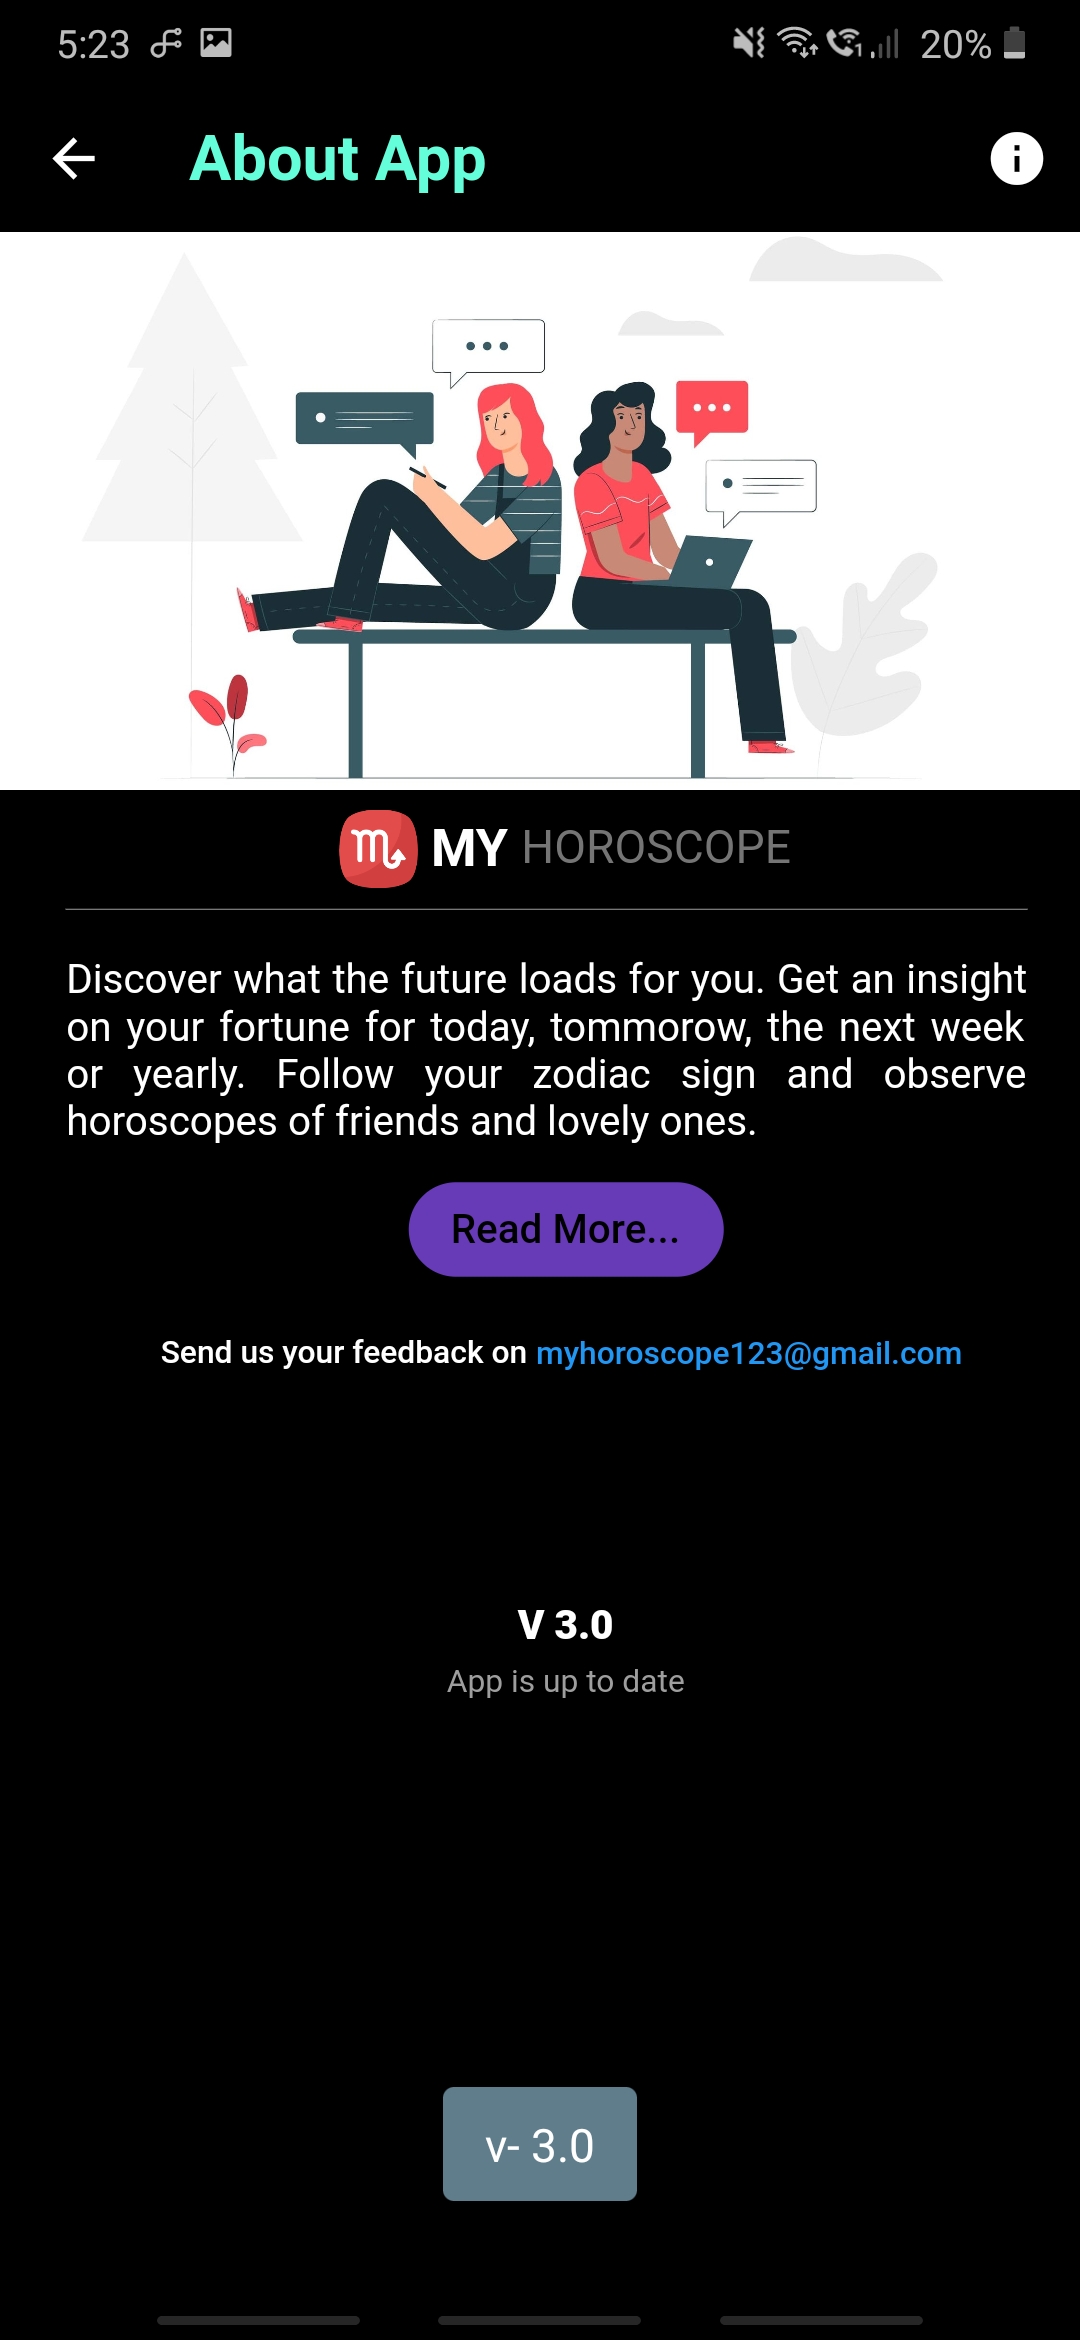 5:23
20%
About App
MY HOROSCOPE
Discover what the future loads for you. Get an insight
on your fortune for today, tommorow, the next week
or yearly. Follow your zodiac sign and observe
horoscopes of friends and lovely ones.
Read More...
Send us your feedback on myhoroscope123@gmail.com
V 3.0
App is up to date
v- 3.0